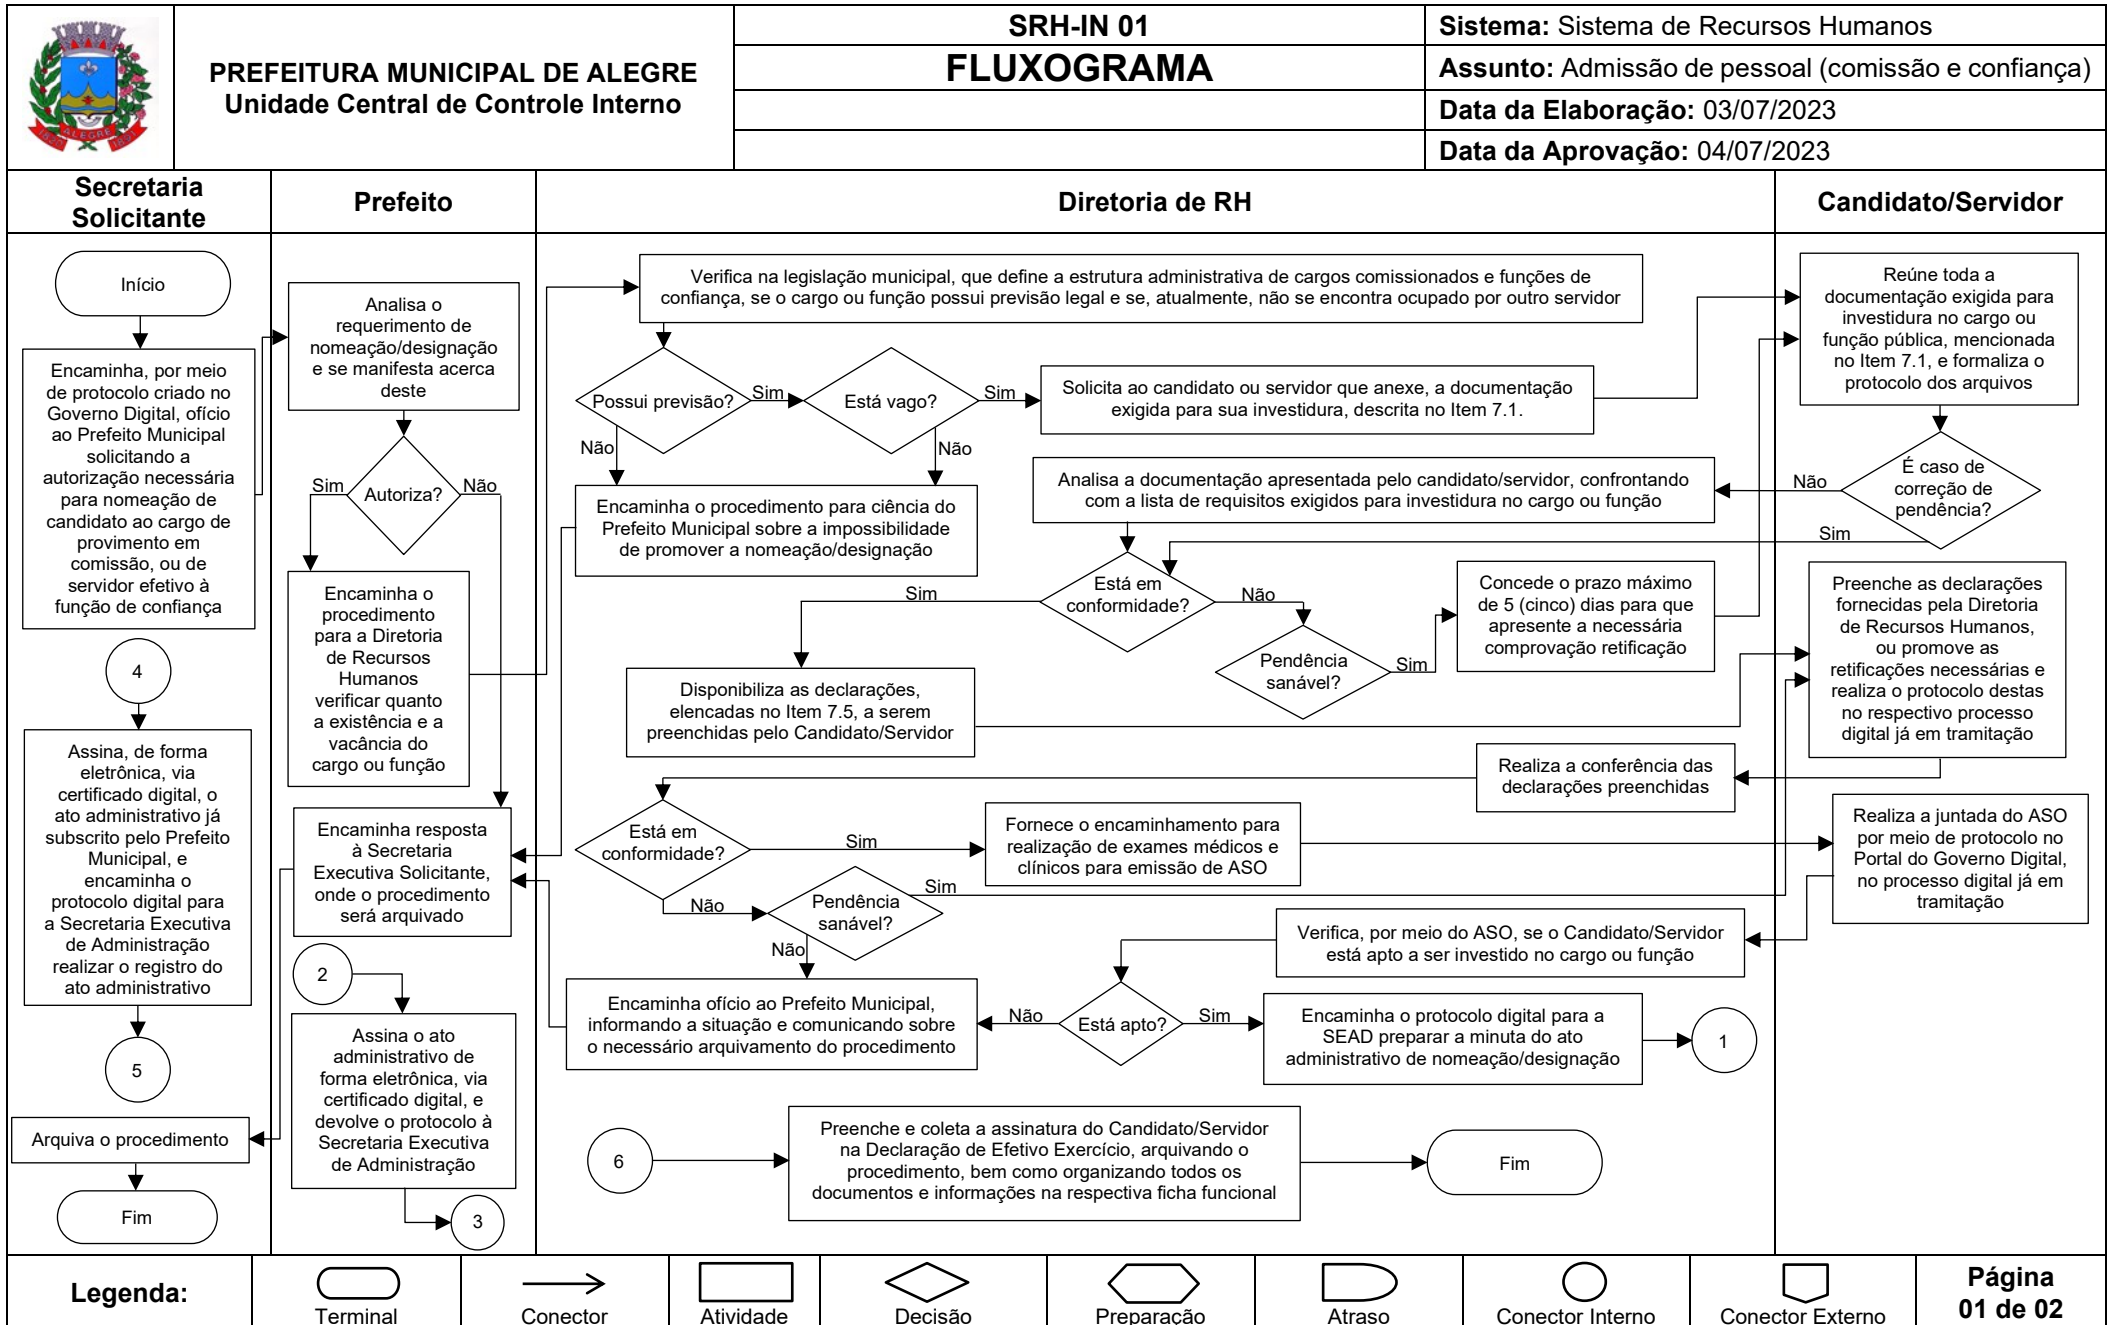 PREFEITURA MUNICIPAL DE ALEGRE
Unidade Central de Controle Interno
SRH-IN 01
FLUXOGRAMA
Sistema: Sistema de Recursos Humanos
Assunto: Admissão de pessoal (comissão e confiança)
Data da Elaboração: 03/07/2023
Data da Aprovação: 04/07/2023
ALEGRE
Secretaria
Solicitante
Prefeito
Diretoria de RH
Candidato/Servidor
Início
Encaminha, por meio
de protocolo criado no
Governo Digital, ofício
ao Prefeito Municipal
solicitando a
autorização necessária
para nomeação de
candidato ao cargo de
provimento em
comissão, ou de
servidor efetivo à
função de confiança
4
Assina, de forma
eletrônica, via
certificado digital, o
ato administrativo já
subscrito pelo Prefeito
Municipal, e
encaminha o
protocolo digital para
a Secretaria Executiva
de Administração
realizar o registro do
ato administrativo
5
Arquiva o procedimento
Fim
Analisa o
requerimento de
nomeação/designação
e se manifesta acerca
deste
Autoriza?
Sim
Não
Encaminha o
procedimento
para a Diretoria
de Recursos
Humanos
verificar quanto
a existência e a
vacância do
cargo ou função
Encaminha resposta
à Secretaria
Executiva Solicitante,
onde o procedimento
será arquivado
2
Assina o ato
administrativo de
forma eletrônica, via
certificado digital, e
devolve o protocolo à
Secretaria Executiva
de Administração
3
Verifica na legislação municipal, que define a estrutura administrativa de cargos comissionados e funções de
confiança, se o cargo ou função possui previsão legal e se, atualmente, não se encontra ocupado por outro servidor
Possui previsão?
Sim
Não
Está vago?
Sim
Não
Solicita ao candidato ou servidor que anexe, a documentação
exigida para sua investidura, descrita no Item 7.1.
Encaminha o procedimento para ciência do
Prefeito Municipal sobre a impossibilidade
de promover a nomeação/designação
Analisa a documentação apresentada pelo candidato/servidor, confrontando
com a lista de requisitos exigidos para investidura no cargo ou função
Está em
conformidade?
Sim
Não
Pendência
sanável?
Sim
Concede o prazo máximo
de 5 (cinco) dias para que
apresente a necessária
comprovação retificação
Disponibiliza as declarações,
elencadas no Item 7.5, a serem
preenchidas pelo Candidato/Servidor
Realiza a conferência das
declarações preenchidas
Está em
conformidade?
Sim
Não
Fornece o encaminhamento para
realização de exames médicos e
clínicos para emissão de ASO
Pendência
sanável?
Sim
Não
Verifica, por meio do ASO, se o Candidato/Servidor
está apto a ser investido no cargo ou função
Encaminha ofício ao Prefeito Municipal,
informando a situação e comunicando sobre
o necessário arquivamento do procedimento
Não
Está apto?
Sim
Encaminha o protocolo digital para a
SEAD preparar a minuta do ato
administrativo de nomeação/designação
1
6
Preenche e coleta a assinatura do Candidato/Servidor
na Declaração de Efetivo Exercício, arquivando o
procedimento, bem como organizando todos os
documentos e informações na respectiva ficha funcional
Fim
Reúne toda a
documentação exigida para
investidura no cargo ou
função pública, mencionada
no Item 7.1, e formaliza o
protocolo dos arquivos
É caso de
correção de
pendência?
Não
Sim
Preenche as declarações
fornecidas pela Diretoria
de Recursos Humanos,
ou promove as
retificações necessárias e
realiza o protocolo destas
no respectivo processo
digital já em tramitação
Realiza a juntada do ASO
por meio de protocolo no
Portal do Governo Digital,
no processo digital já em
tramitação
Legenda:
Terminal
Conector
Atividade
Decisão
Preparação
Atraso
Conector Interno
Conector Externo
Página
01 de 02